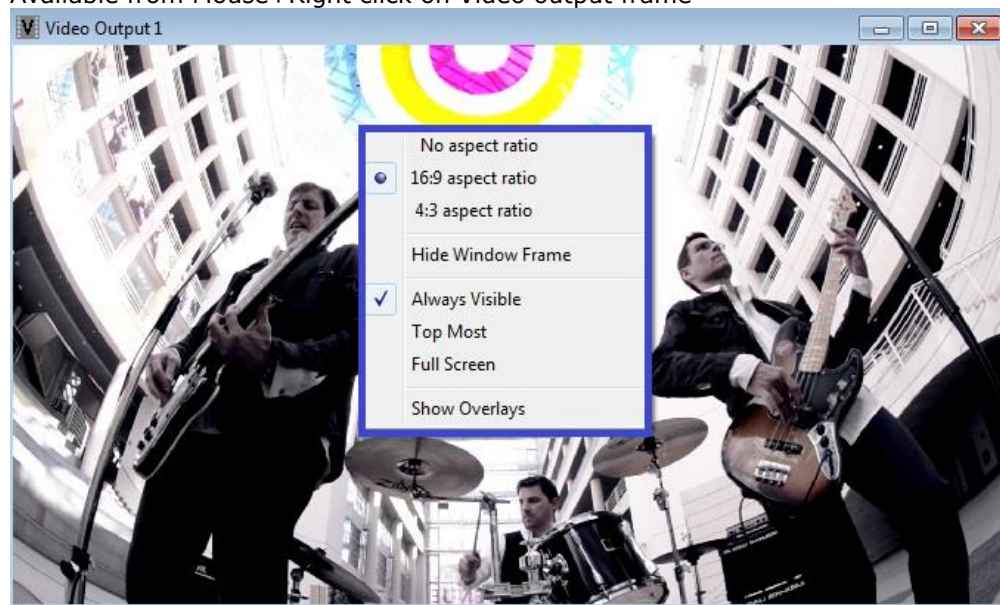 Available from Mouse+Right click on Video output frame
V Video Output 1
No aspect ratio
16:9 aspect ratio
4:3 aspect ratio
Hide Window Frame
Always Visible
Top Most
Full Screen
Show Overlays